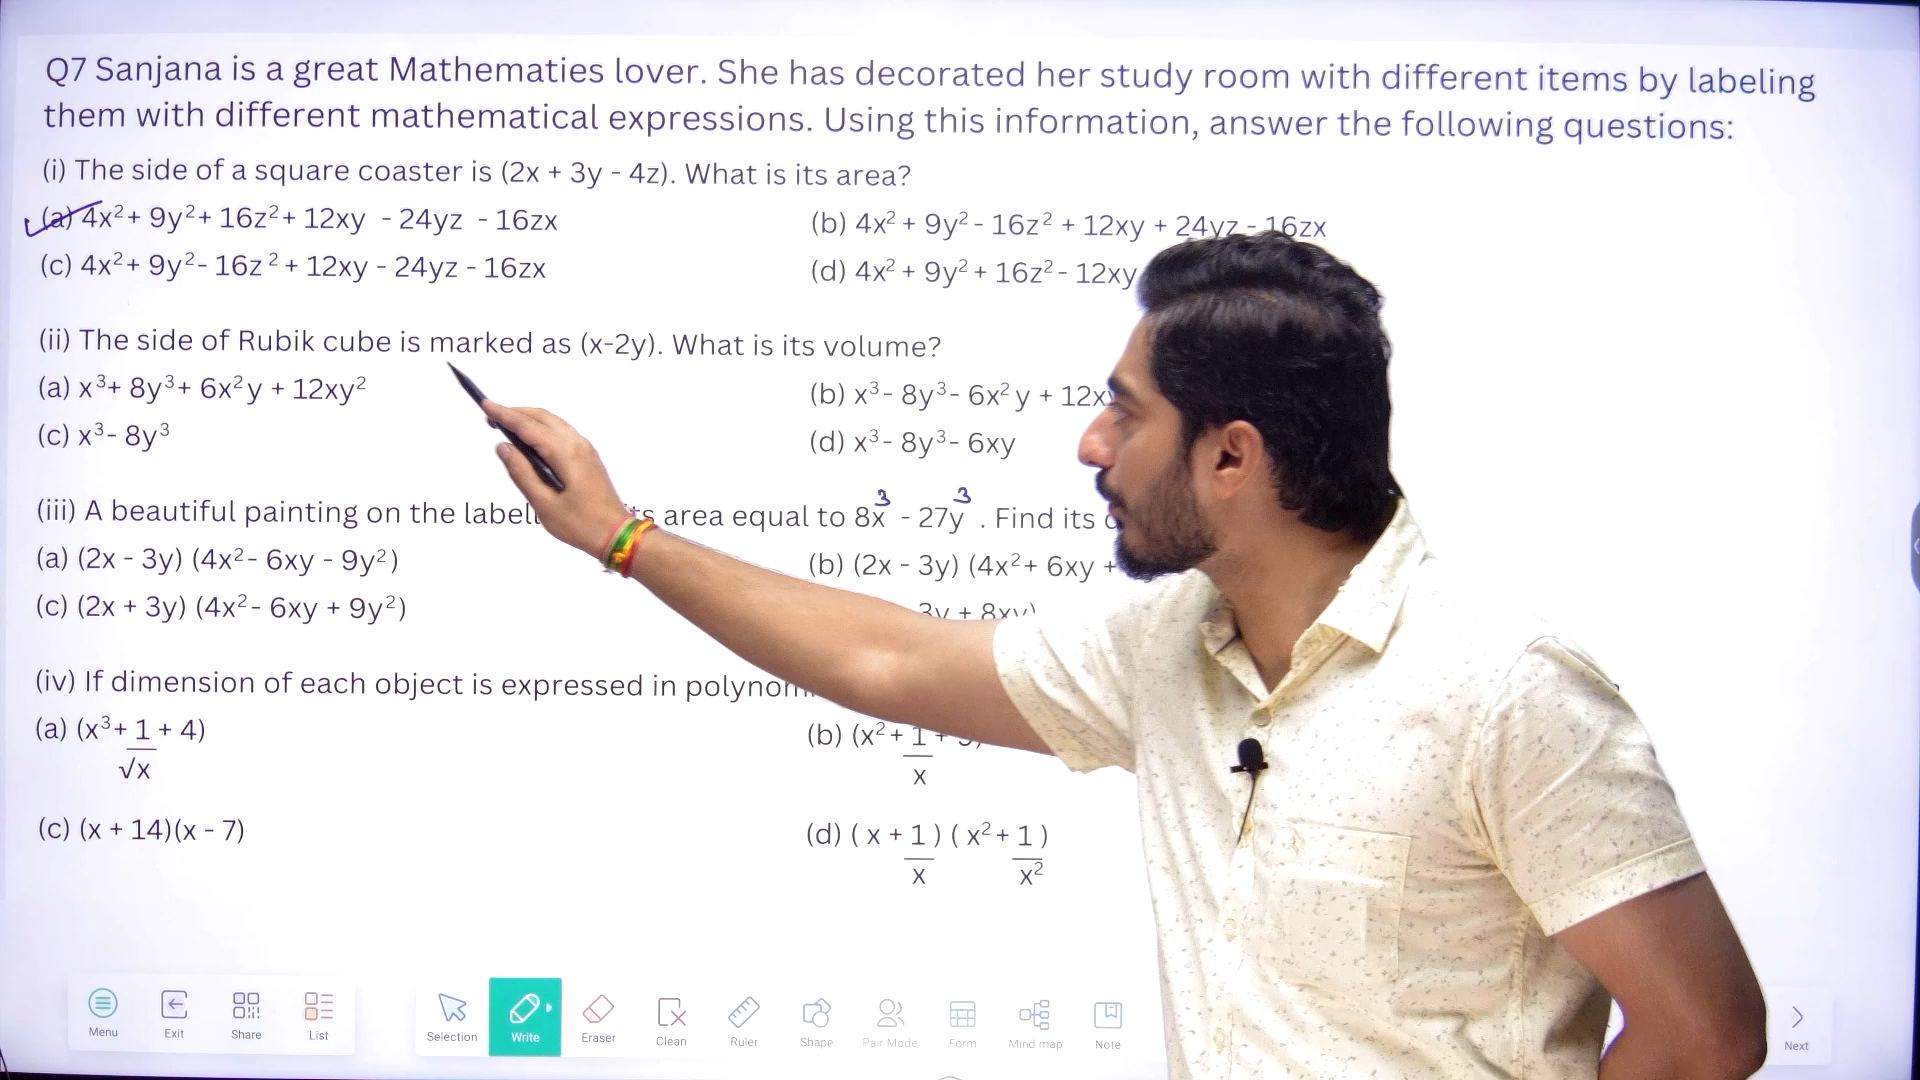 Q7 Sanjana is a great Mathematies lover. She has decorated her study room with different items by labeling
them with different mathematical expressions. Using this information, answer the following questions:
(i) The side of a square coaster is (2x + 3y - 4z). What is its area?
(a) 4x²+ 9y²+ 16z²+ 12xy - 24yz - 16zx
(b) 4x² + 9y² - 16z² + 12xy + 24yz - 16zx
(c) 4x²+ 9y²- 16z² + 12xy - 24yz - 16zx
(d) 4x² + 9y² + 16z² - 12xy
(ii) The side of Rubik cube is marked as (x-2y). What is its volume?
(a) x³+ 8y³+ 6x²y + 12xy²
(b) x³- 8y³- 6x²y +
(c) x³- 8y³
(d) x³- 8y³- 6xy
(iii) A beautiful painting on the area equal to 8x³ - 27y³ . Find its
(a) (2x - 3y) (4x²- 6xy - 9y²)
(b) (2x - 3y) (4x²+ 6xy +
(c) (2x + 3y) (4x²- 6xy + 9y²)
(iv) If dimension of each object is expressed in
(a) (x³+ 1 + 4)
√x
(b) (x² + 1 +
x
(c) (x + 14)(x - 7)
(d) ( x + 1 ) ( x² + 1 )
x x²
Menu Exit Share List Selection Write Eraser Clean Ruler Shape Pair Mode Form Mind map Note Next